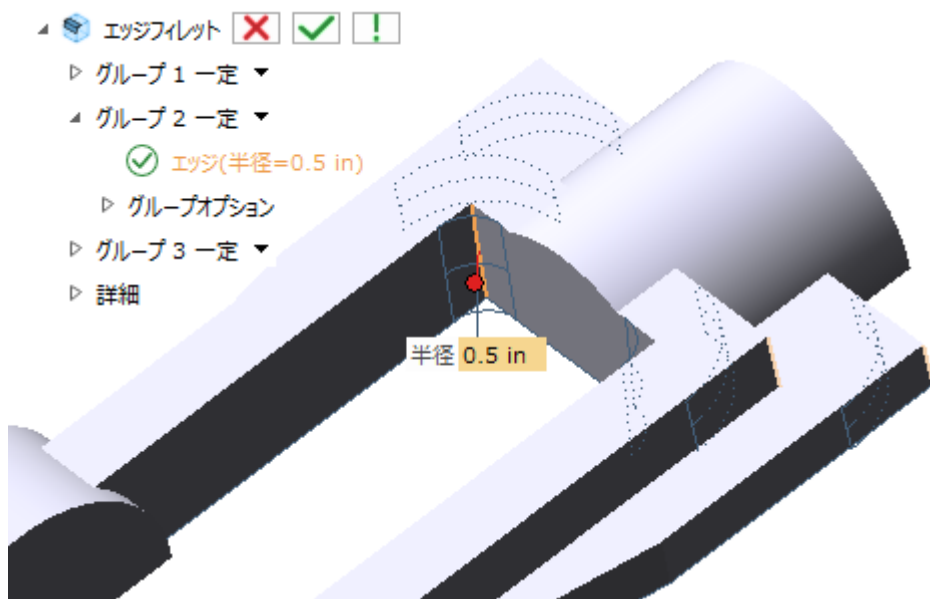 エッジフィレット
グループ 1 一定
グループ 2 一定
エッジ(半径=0.5 in)
グループオプション
グループ 3 一定
詳細
半径 0.5 in